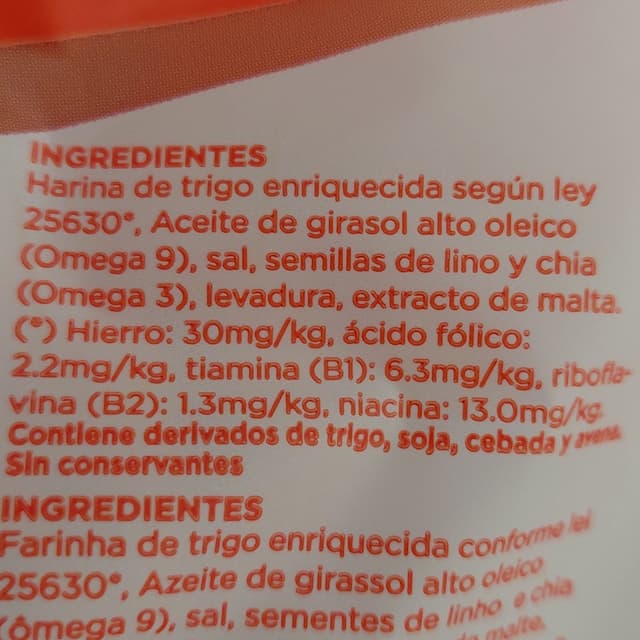 INGREDIENTES
Harina de trigo enriquecida según ley
25630*, Aceite de girasol alto oleico
(Omega 9), sal, semillas de lino y chia
(Omega 3), levadura, extracto de malta.
(*) Hierro: 30mg/kg, ácido fólico:
2.2mg/kg, tiamina (B1): 6.3mg/kg, ribofla-
vina (B2): 1.3mg/kg, niacina: 13.0mg/kg.
Contiene derivados de trigo, soja, cebada y avena.
Sin conservantes
INGREDIENTES
Farinha de trigo enriquecida conforme lei
25630*, Azeite de girassol alto oleico
(ômega 9), sal, sementes de linho e chia
malte.